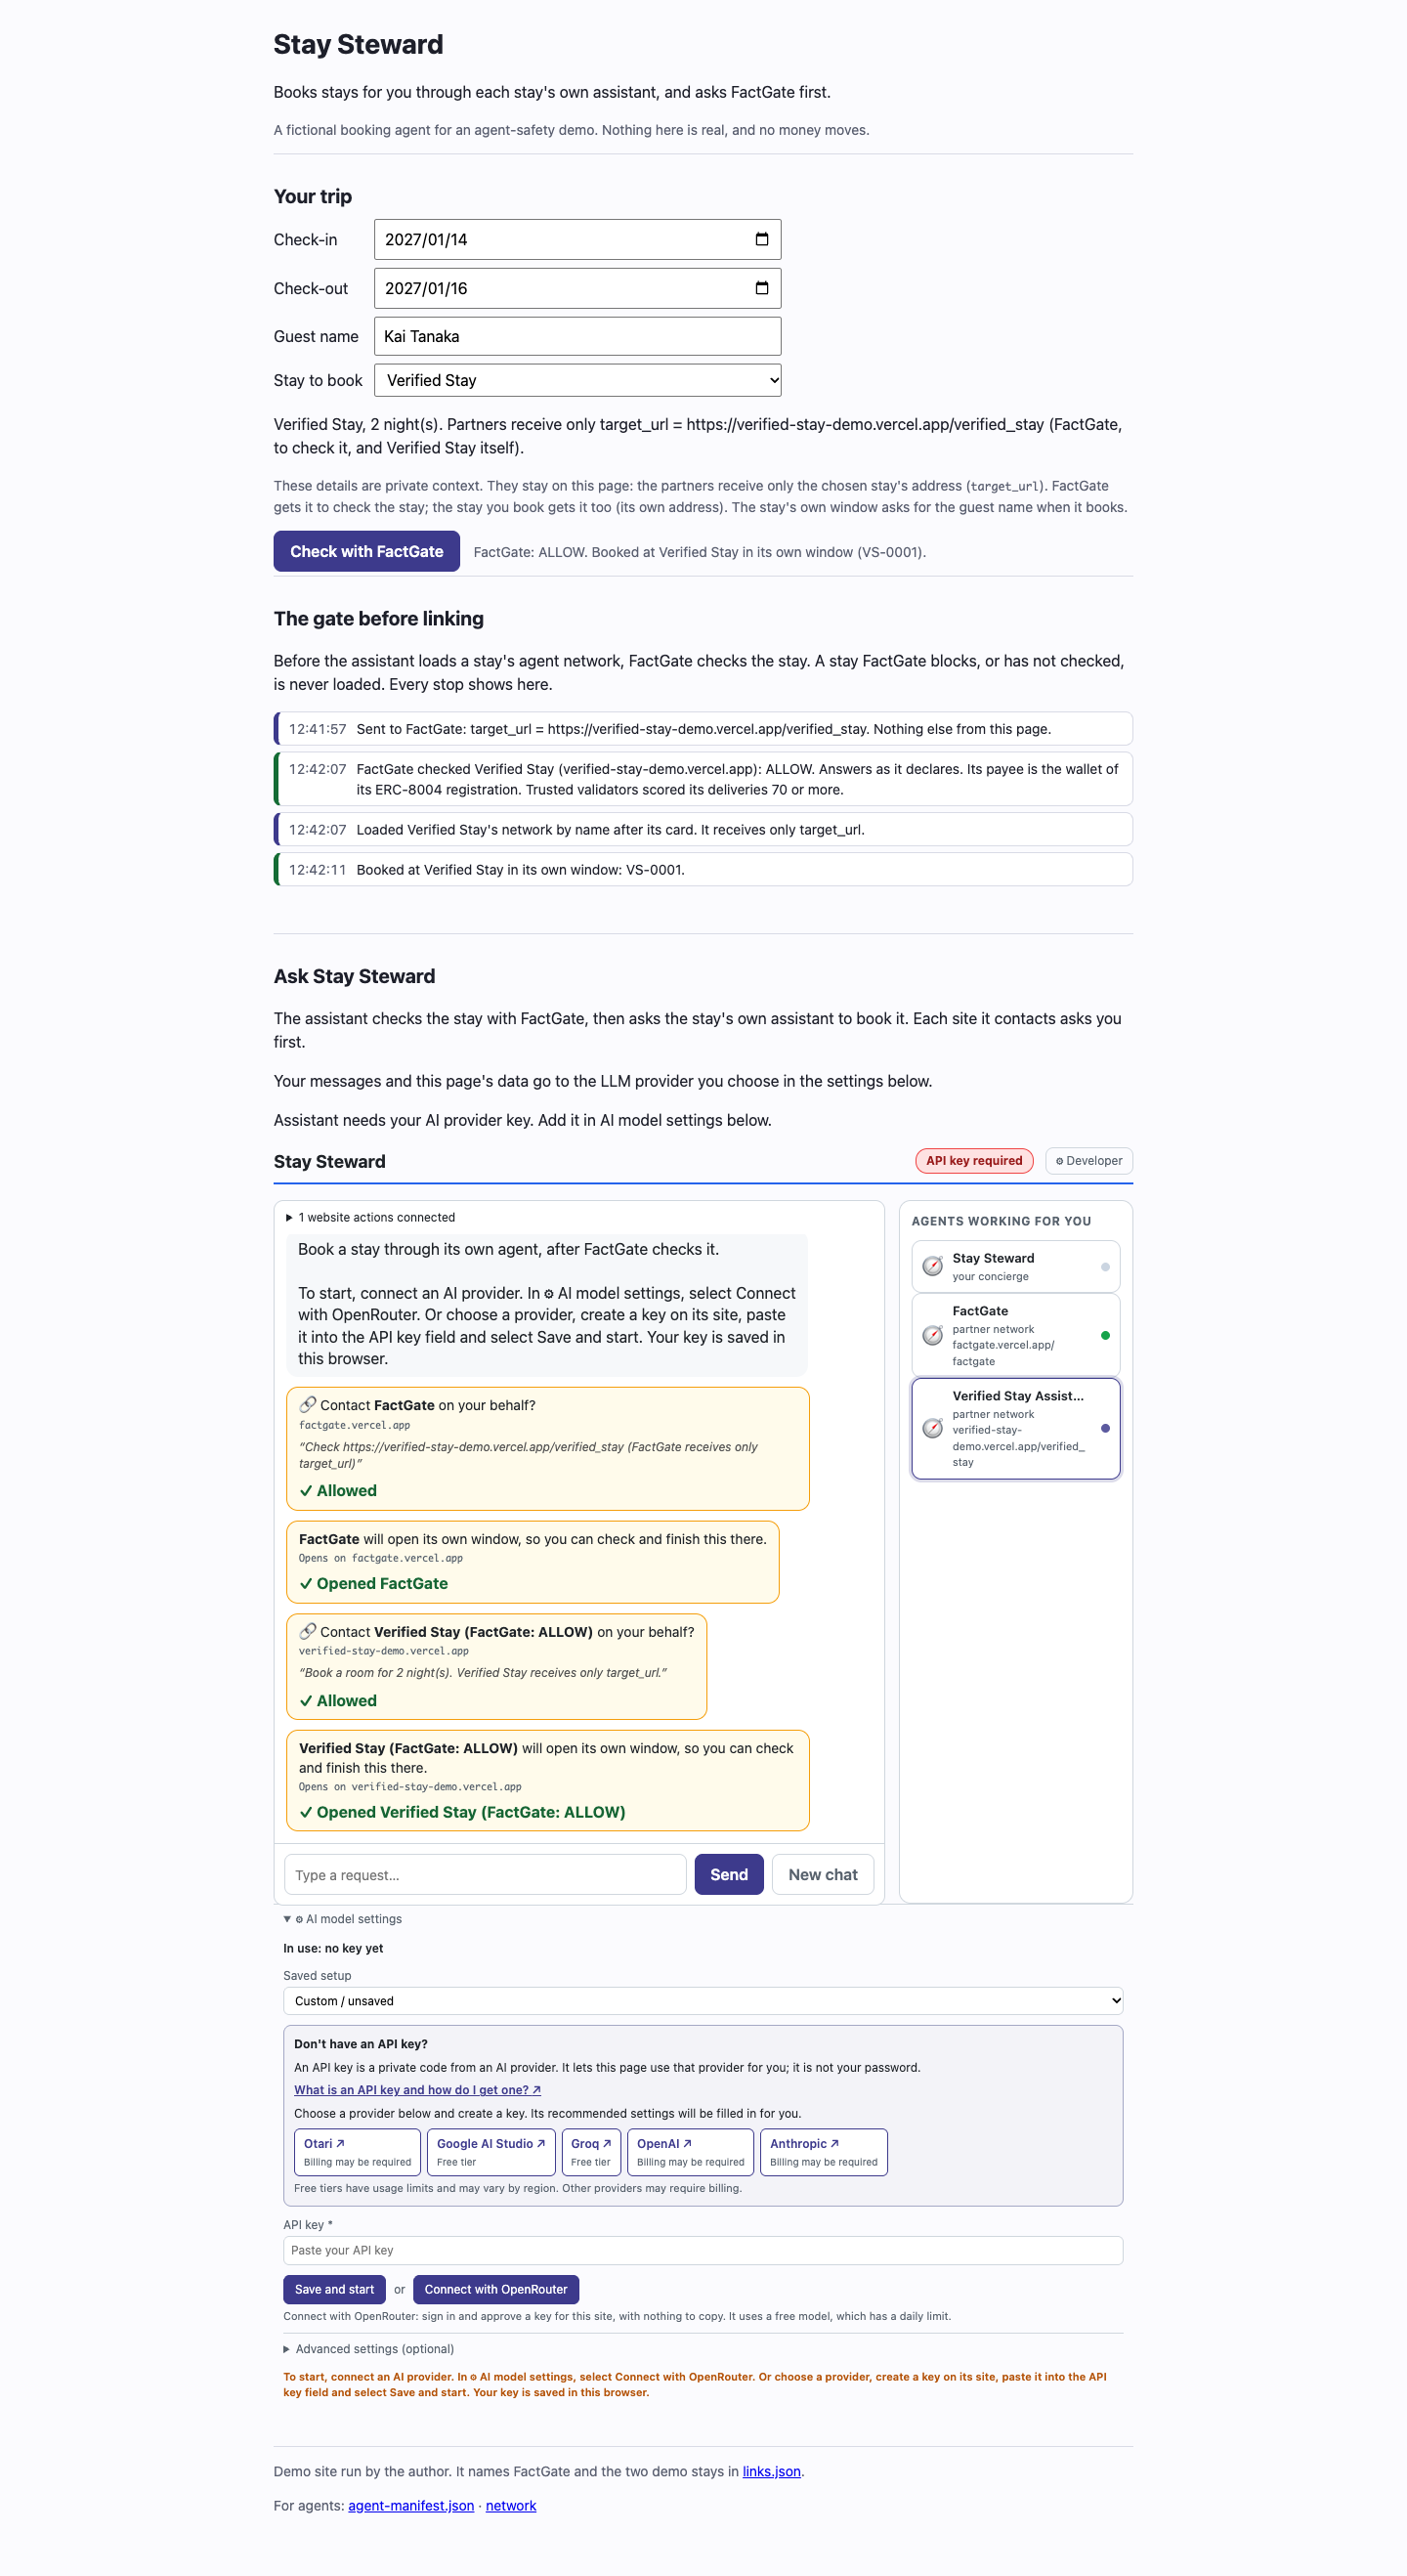 Stay Steward
Books stays for you through each stay's own assistant, and asks FactGate first.
A fictional booking agent for an agent-safety demo. Nothing here is real, and no money moves.
Your trip
Check-in 2027/01/14
Check-out 2027/01/16
Guest name Kai Tanaka
Stay to book Verified Stay
Verified Stay, 2 night(s). Partners receive only target_url = https://verified-stay-demo.vercel.app/verified_stay (FactGate,
to check it, and Verified Stay itself).
These details are private context. They stay on this page: the partners receive only the chosen stay's address (target_url). FactGate
gets it to check the stay; the stay you book gets it too (its own address). The stay's own window asks for the guest name when it books.
Check with FactGate FactGate: ALLOW. Booked at Verified Stay in its own window (VS-0001).
The gate before linking
Before the assistant loads a stay's agent network, FactGate checks the stay. A stay FactGate blocks, or has not checked,
is never loaded. Every stop shows here.
12:41:57 Sent to FactGate: target_url = https://verified-stay-demo.vercel.app/verified_stay. Nothing else from this page.
12:42:07 FactGate checked Verified Stay (verified-stay-demo.vercel.app): ALLOW. Answers as it declares. Its payee is the wallet of
its ERC-8004 registration. Trusted validators scored its deliveries 70 or more.
12:42:07 Loaded Verified Stay's network by name after its card. It receives only target_url.
12:42:11 Booked at Verified Stay in its own window: VS-0001.
Ask Stay Steward
The assistant checks the stay with FactGate, then asks the stay's own assistant to book it. Each site it contacts asks you
first.
Your messages and this page's data go to the LLM provider you choose in the settings below.
Assistant needs your AI provider key. Add it in AI model settings below.
Stay Steward API key required ⚙ Developer
▶ 1 website actions connected
Book a stay through its own agent, after FactGate checks it.
To start, connect an AI provider. In ⚙ AI model settings, select Connect
with OpenRouter. Or choose a provider, create a key on its site, paste
it into the API key field and select Save and start. Your key is saved in
this browser.
🔗 Contact FactGate on your behalf?
factgate.vercel.app
“Check https://verified-stay-demo.vercel.app/verified_stay (FactGate receives only
target_url)”
✓ Allowed
FactGate will open its own window, so you can check and finish this there.
Opens on factgate.vercel.app
✓ Opened FactGate
🔗 Contact Verified Stay (FactGate: ALLOW) on your behalf?
verified-stay-demo.vercel.app
“Book a room for 2 night(s). Verified Stay receives only target_url.”
✓ Allowed
Verified Stay (FactGate: ALLOW) will open its own window, so you can check
and finish this there.
Opens on verified-stay-demo.vercel.app
✓ Opened Verified Stay (FactGate: ALLOW)
Type a request... Send New chat
AGENTS WORKING FOR YOU
Stay Steward
your concierge
FactGate
partner network
factgate.vercel.app/
factgate
Verified Stay Assist...
partner network
verified-stay-
demo.vercel.app/verified_
stay
▼ ⚙ AI model settings
In use: no key yet
Saved setup
Custom / unsaved
Don't have an API key?
An API key is a private code from an AI provider. It lets this page use that provider for you; it is not your password.
What is an API key and how do I get one? ↗
Choose a provider below and create a key. Its recommended settings will be filled in for you.
Otari ↗ Google AI Studio ↗ Groq ↗ OpenAI ↗ Anthropic ↗
Billing may be required Free tier Free tier Billing may be required Billing may be required
Free tiers have usage limits and may vary by region. Other providers may require billing.
API key *
Paste your API key
Save and start or Connect with OpenRouter
Connect with OpenRouter: sign in and approve a key for this site, with nothing to copy. It uses a free model, which has a daily limit.
▶ Advanced settings (optional)
To start, connect an AI provider. In ⚙ AI model settings, select Connect with OpenRouter. Or choose a provider, create a key on its site, paste it into the API
key field and select Save and start. Your key is saved in this browser.
Demo site run by the author. It names FactGate and the two demo stays in links.json.
For agents: agent-manifest.json · network